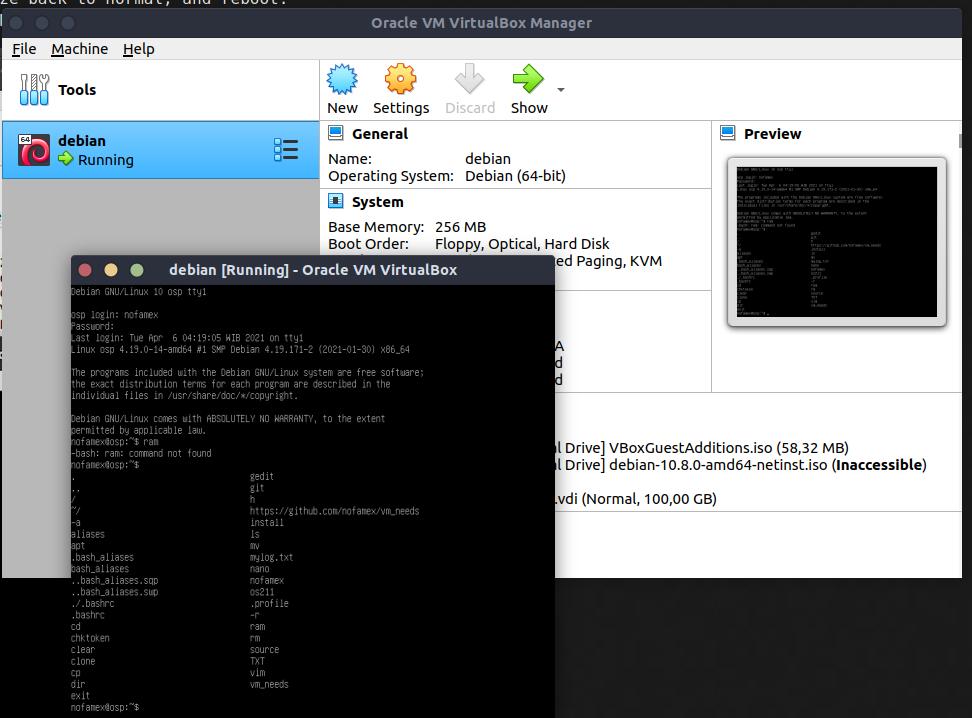 ze back to normal, and reboot.
Oracle VM VirtualBox Manager
File Machine Help
Tools
New Settings Discard Show
64
debian
Running
General
Name: debian
Operating System: Debian (64-bit)
System
Base Memory: 256 MB
Boot Order: Floppy, Optical, Hard Disk
ed Paging, KVM
A
d
d
l Drive] VBoxGuestAdditions.iso (58,32 MB)
l Drive] debian-10.8.0-amd64-netinst.iso (Inaccessible)
.vdi (Normal, 100,00 GB)
Preview
debian [Running] - Oracle VM VirtualBox
Debian GNU/Linux 10 osp tty1
osp login: nofamex
Password:
Last login: Tue Apr  6 04:19:05 WIB 2021 on tty1
Linux osp 4.19.0-14-amd64 #1 SMP Debian 4.19.171-2 (2021-01-30) x86_64
The programs included with the Debian GNU/Linux system are free software;
the exact distribution terms for each program are described in the
individual files in /usr/share/doc/*/copyright.
Debian GNU/Linux comes with ABSOLUTELY NO WARRANTY, to the extent
permitted by applicable law.
nofamex@osp:~$ ram
-bash: ram: command not found
nofamex@osp:~$
. gedit
.. git
/ h
~/ https://github.com/nofamex/vm_needs
-a install
aliases ls
apt mv
.bash_aliases mylog.txt
bash_aliases nano
..bash_aliases.sqp nofamex
..bash_aliases.swp os211
./.bashrc .profile
.bashrc -r
cd ram
chktoken rm
clear source
clone TXT
cp vim
dir vm_needs
exit
nofamex@osp:~$